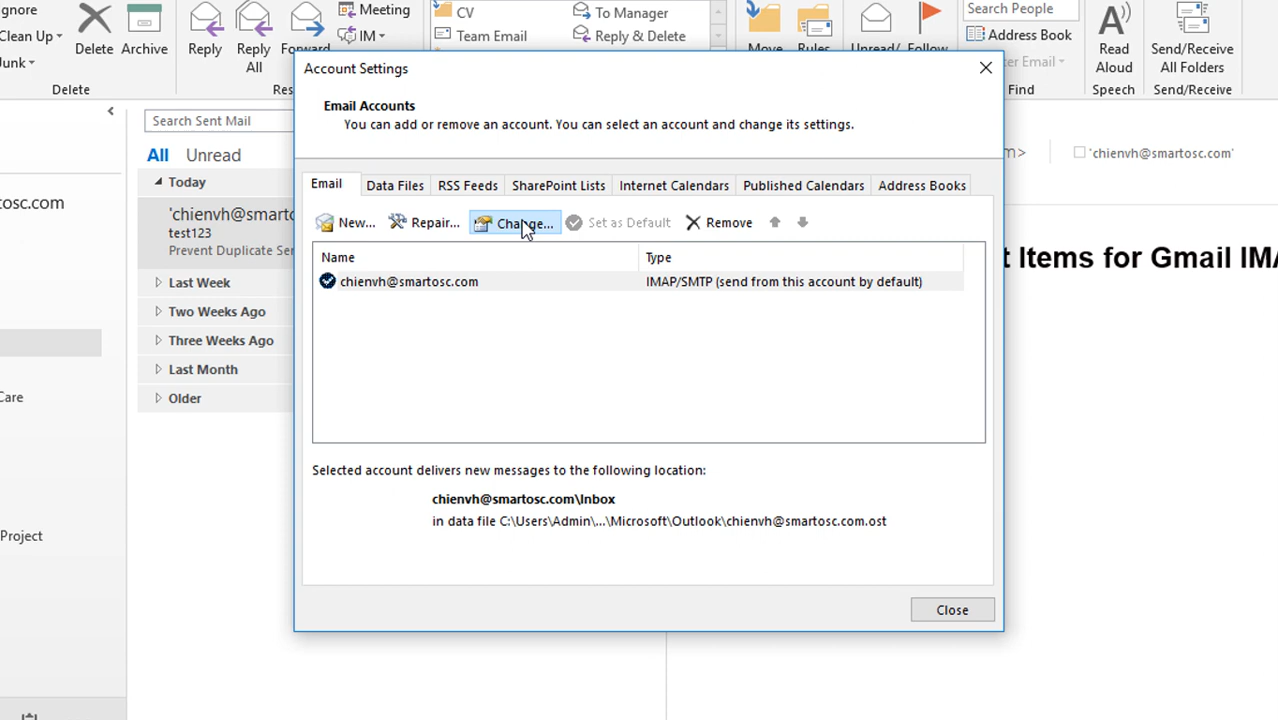 gnore
Clean Up
Junk
Delete
Archive
Delete
Reply
Reply All
Forward
Meeting
IM
CV
Team Email
To Manager
Reply & Delete
Move
Rules
Unread/
Follow
Search People
Address Book
er Email
Find
Read Aloud
Speech
Send/Receive All Folders
Send/Receive
Account Settings
Email Accounts
You can add or remove an account. You can select an account and change its settings.
Email
Data Files
RSS Feeds
SharePoint Lists
Internet Calendars
Published Calendars
Address Books
New...
Repair...
Change...
Set as Default
Remove
Name
Type
chienvh@smartosc.com
IMAP/SMTP (send from this account by default)
Selected account delivers new messages to the following location:
chienvh@smartosc.com\Inbox
in data file C:\Users\Admin\...\Microsoft\Outlook\chienvh@smartosc.com.ost
Close
Search Sent Mail
All
Unread
Today
'chienvh@smarto
test123
Prevent Duplicate Se
Last Week
Two Weeks Ago
Three Weeks Ago
Last Month
Older
tosc.com
Care
Project
m>
'chienvh@smartosc.com'
t Items for Gmail IMA